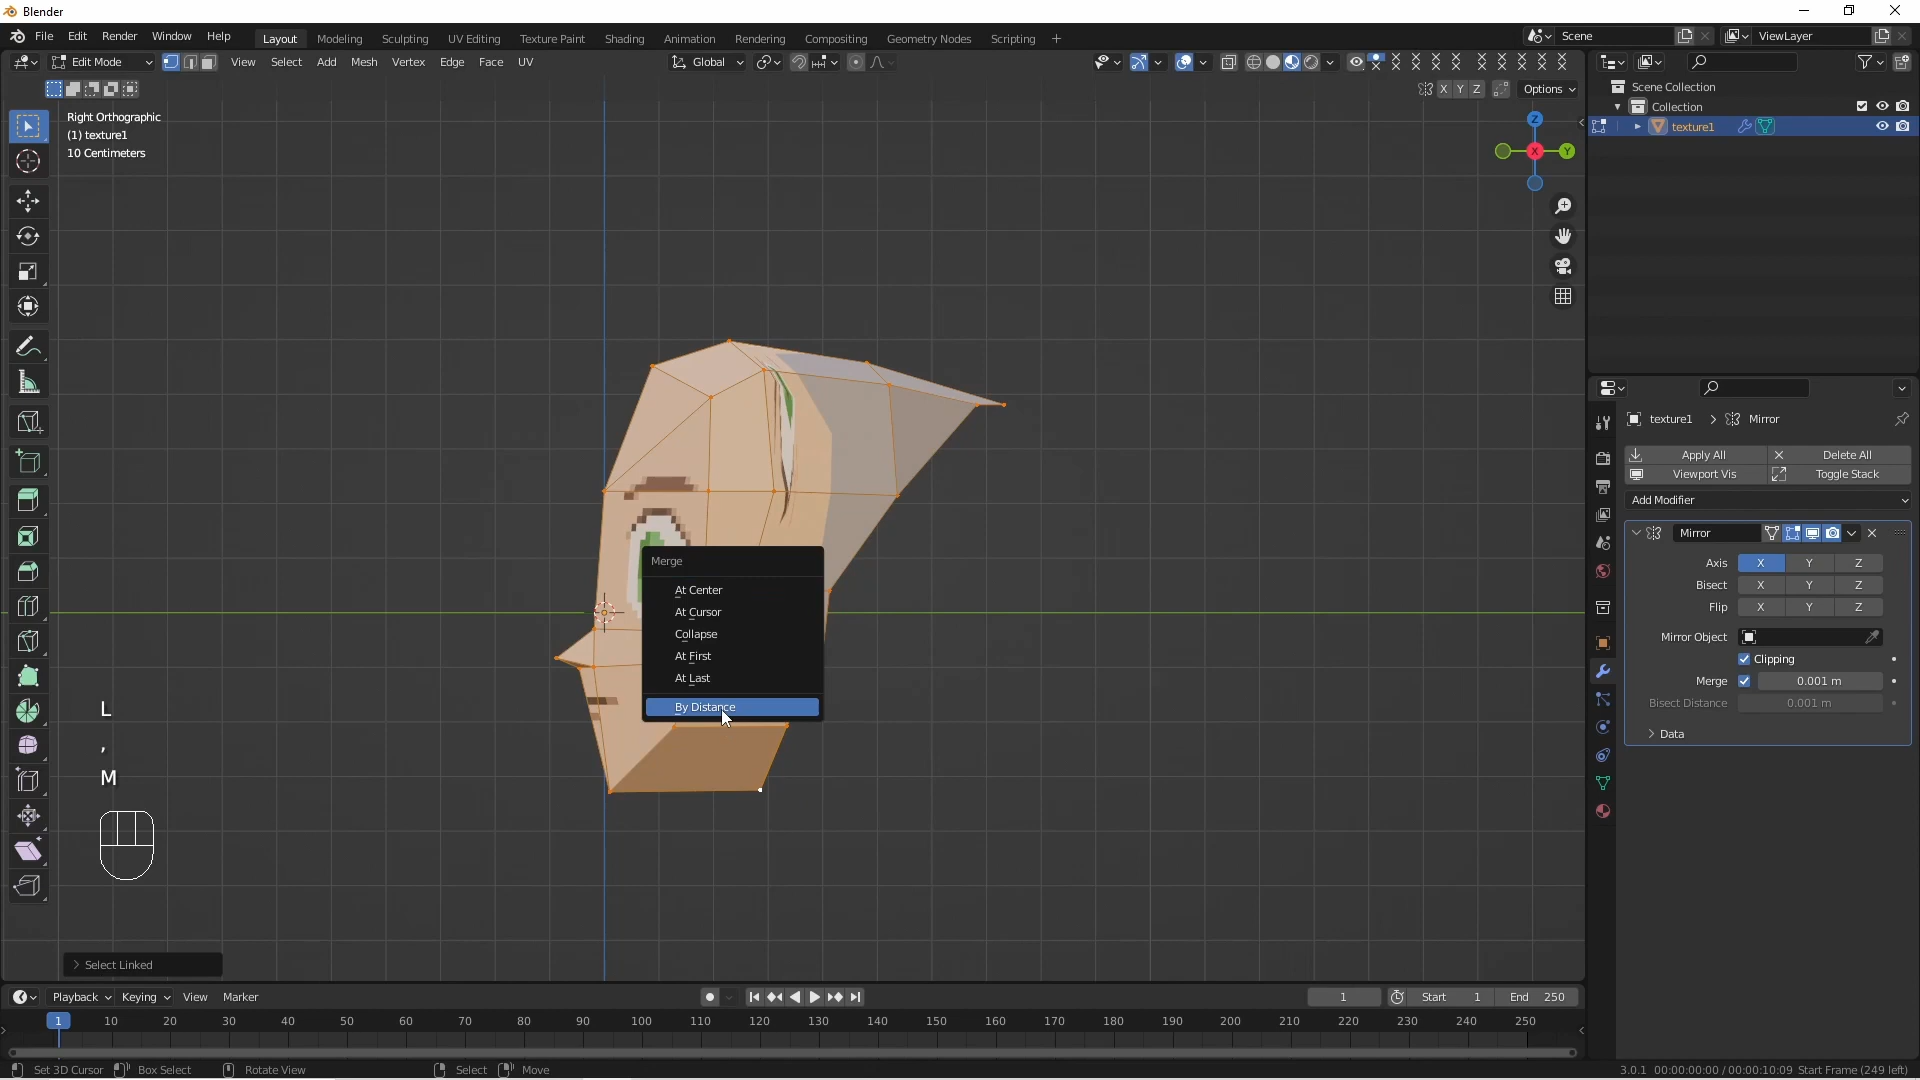 Blender
File Edit Render Window Help
Layout Modeling Sculpting UV Editing Texture Paint Shading Animation Rendering Compositing Geometry Nodes Scripting +
Scene
ViewLayer
Edit Mode
View Select Add Mesh Vertex Edge Face UV
Global
X Y Z
Options
Right Orthographic
(1) texture1
10 Centimeters
Z
X
Y
Merge
At Center
At Cursor
Collapse
At First
At Last
By Distance
L
,
M
> Select Linked
Scene Collection
Collection
texture1
texture1 > Mirror
Apply All
Delete All
Viewport Vis
Toggle Stack
Add Modifier
Mirror
Axis X Y Z
Bisect X Y Z
Flip X Y Z
Mirror Object
Clipping
Merge 0.001 m
Bisect Distance 0.001 m
> Data
Playback Keying View Marker
1
Start 1
End 250
1 10 20 30 40 50 60 70 80 90 100 110 120 130 140 150 160 170 180 190 200 210 220 230 240 250
Set 3D Cursor Box Select Rotate View Select Move
3.0.1 00:00:00:00 / 00:00:10:09 Start Frame (249 left)